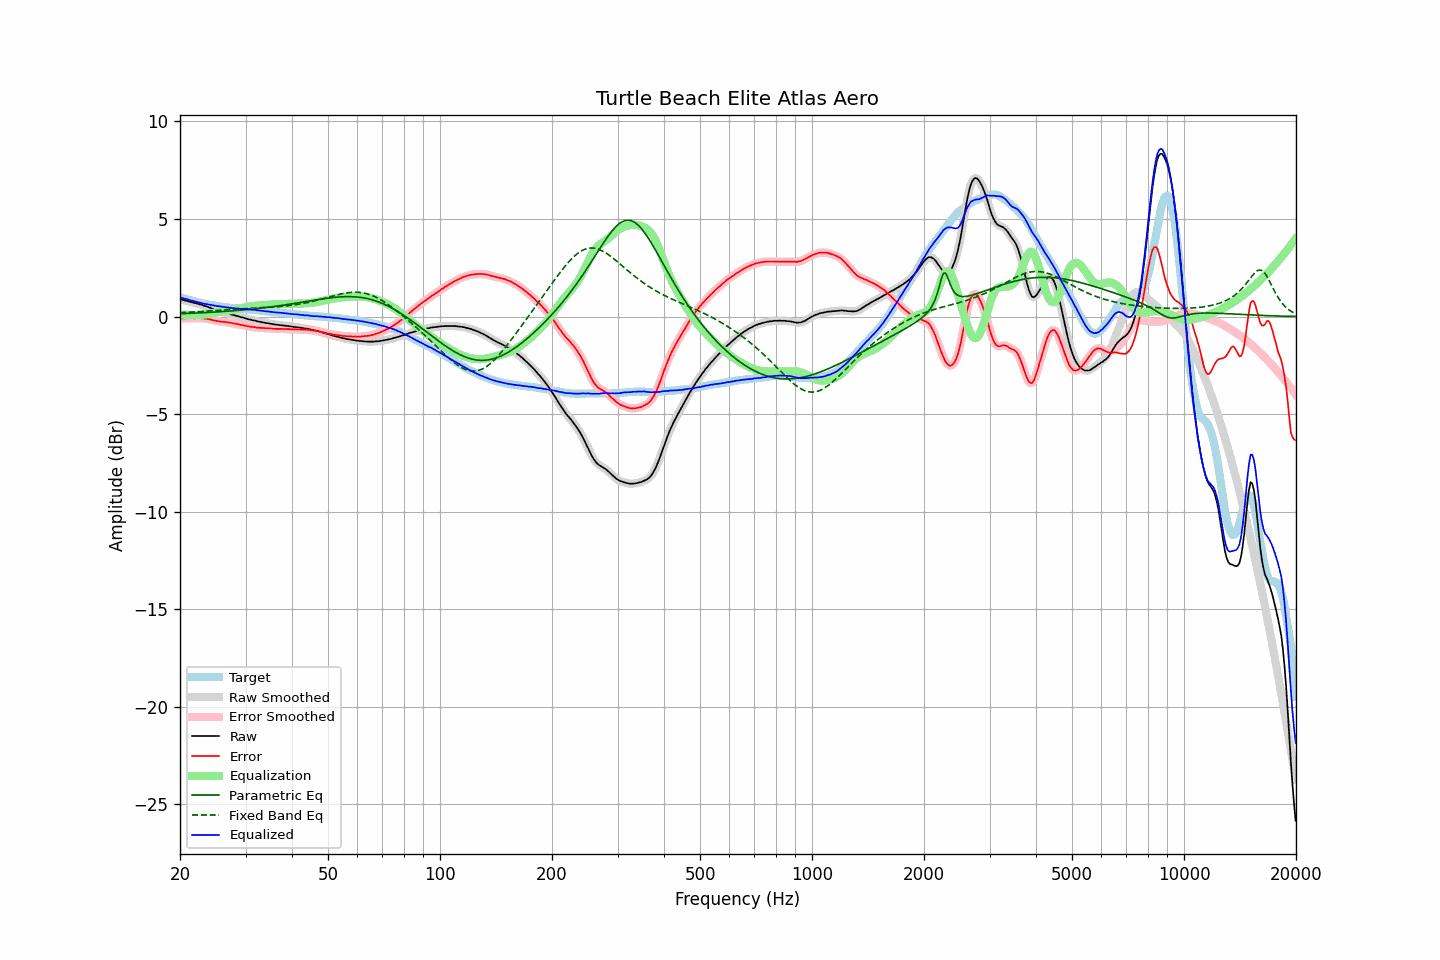 Turtle Beach Elite Atlas Aero
10
5
0
−5
−10
−15
−20
−25
Amplitude (dBr)
Target
Raw Smoothed
Error Smoothed
Raw
Error
Equalization
Parametric Eq
Fixed Band Eq
Equalized
20 50 100 200 500 1000 2000 5000 10000 20000
Frequency (Hz)